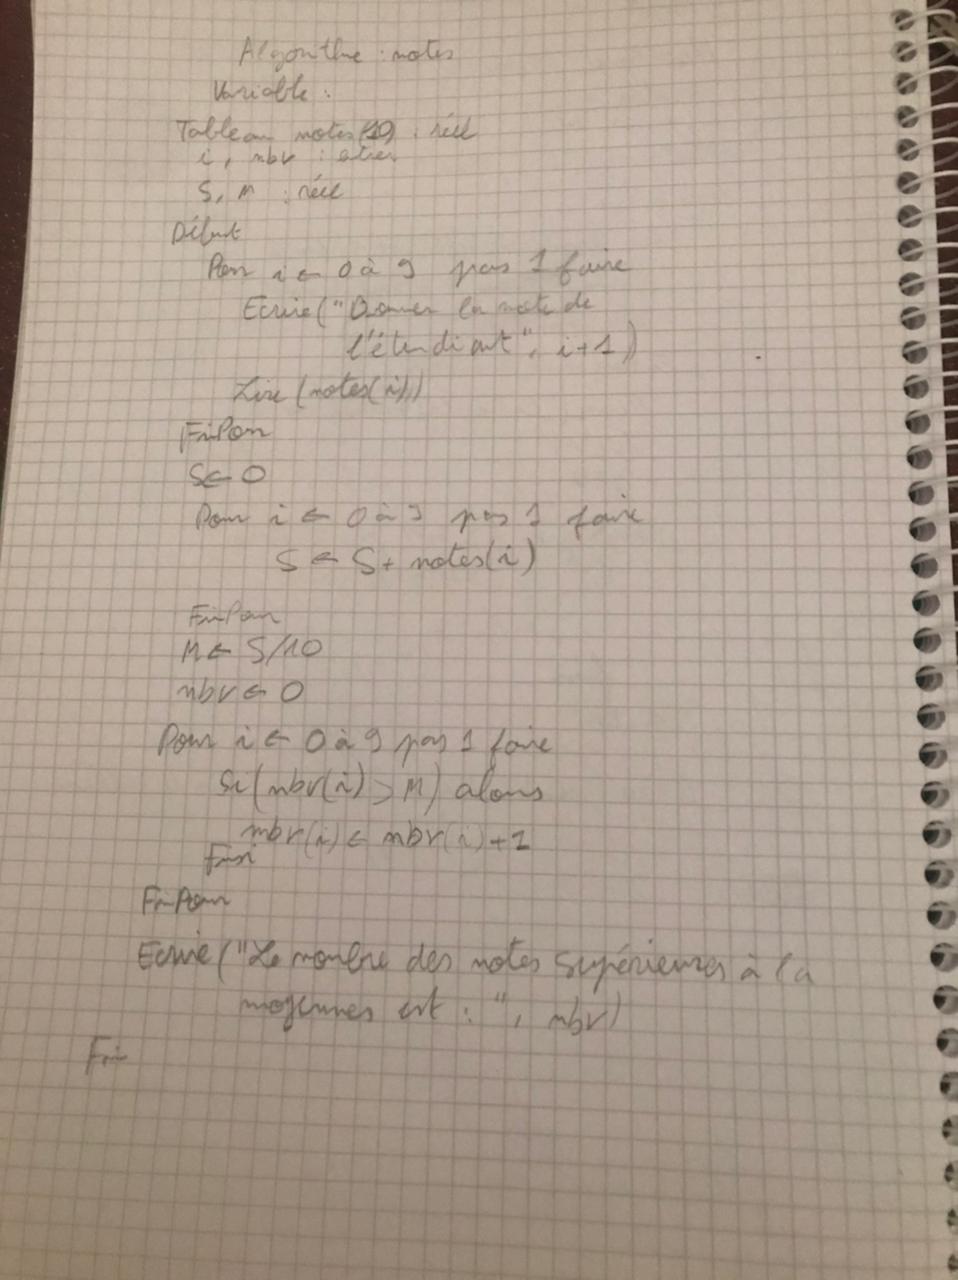 Algorithme : notes
Variable :
Tableau notes(10) : réel
i, nbr : entier
S, M : réel
Début
Pour i ← 0 à 9 pas 1 faire
Ecrire("Donner la note de
l'étudiant", i+1)
Lire (notes(i))
FinPour
S ← 0
Pour i ← 0 à 9 pas 1 faire
S ← S + notes(i)
FinPour
M ← S/10
nbr ← 0
Pour i ← 0 à 9 pas 1 faire
Si(nbr(i) > M) alors
nbr(i) ← nbr(i)+1
Finsi
FinPour
Ecrire("Le nombre des notes supérieures à la
moyennes est : ", nbr)
Fin